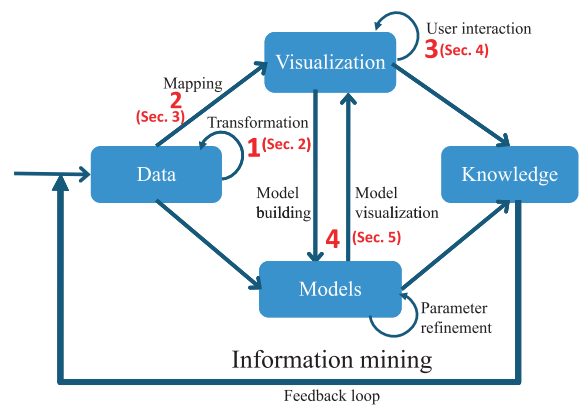 User interaction
3 (Sec. 4)
Visualization
Mapping
2
(Sec. 3)
Transformation
1 (Sec. 2)
Data
Knowledge
Model
building
Model
visualization
4 (Sec. 5)
Models
Parameter
refinement
Information mining
Feedback loop